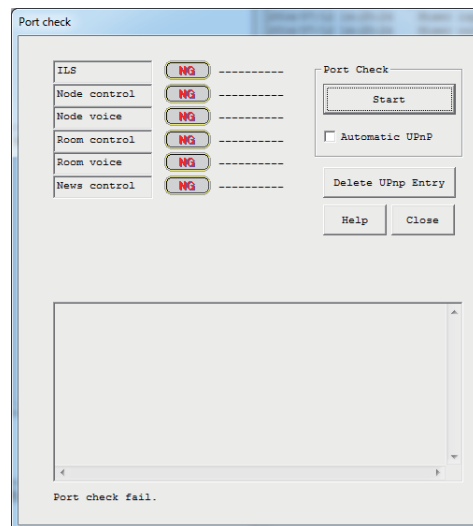 Port check
ILS NG ----------
Node control NG ----------
Node voice NG ----------
Room control NG ----------
Room voice NG ----------
News control NG ----------
Port Check
Start
Automatic UPnP
Delete UPnp Entry
Help Close
Port check fail.